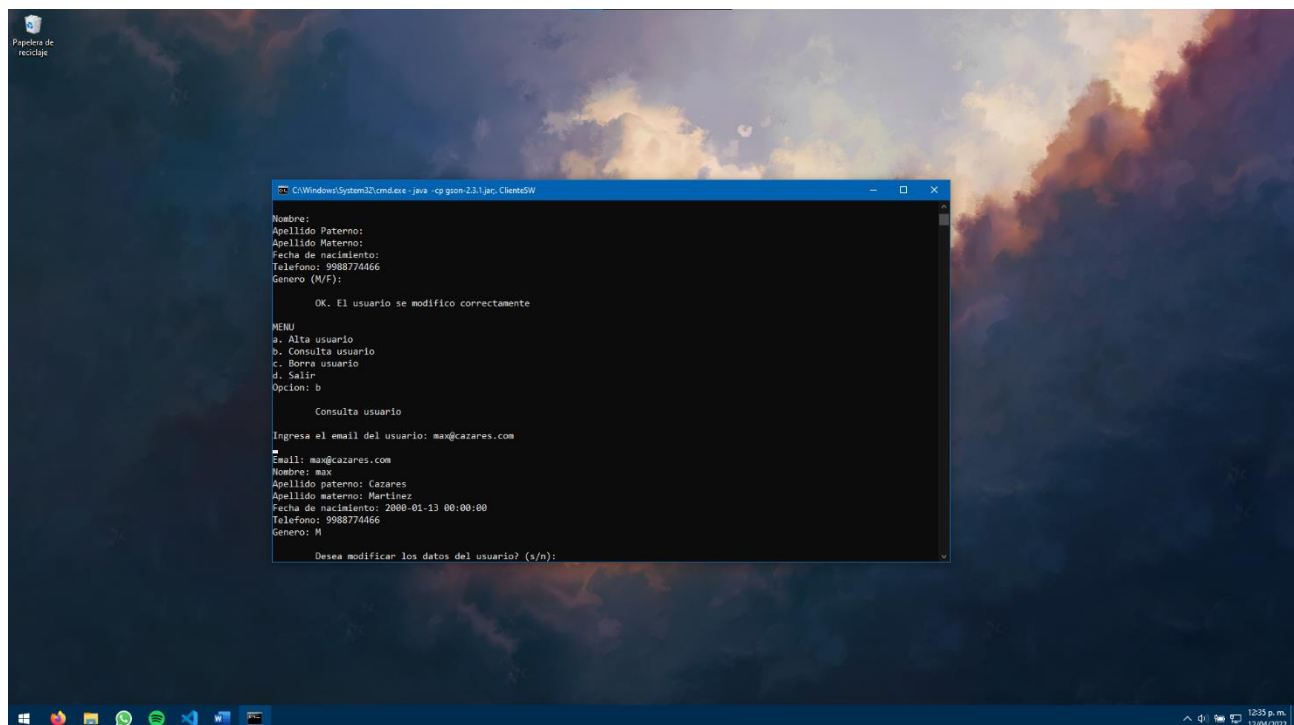 Papelera de
reciclaje
C:\Windows\System32\cmd.exe - java -cp gson-2.3.1.jar;. ClienteSW
Nombre:
Apellido Paterno:
Apellido Materno:
Fecha de nacimiento:
Telefono: 9988774466
Genero (M/F):
OK. El usuario se modifico correctamente
MENU
a. Alta usuario
b. Consulta usuario
c. Borra usuario
d. Salir
Opcion: b
Consulta usuario
Ingresa el email del usuario: max@cazares.com
Email: max@cazares.com
Nombre: max
Apellido paterno: Cazares
Apellido materno: Martinez
Fecha de nacimiento: 2000-01-13 00:00:00
Telefono: 9988774466
Genero: M
Desea modificar los datos del usuario? (s/n):
12:35 p. m.
12/04/2022